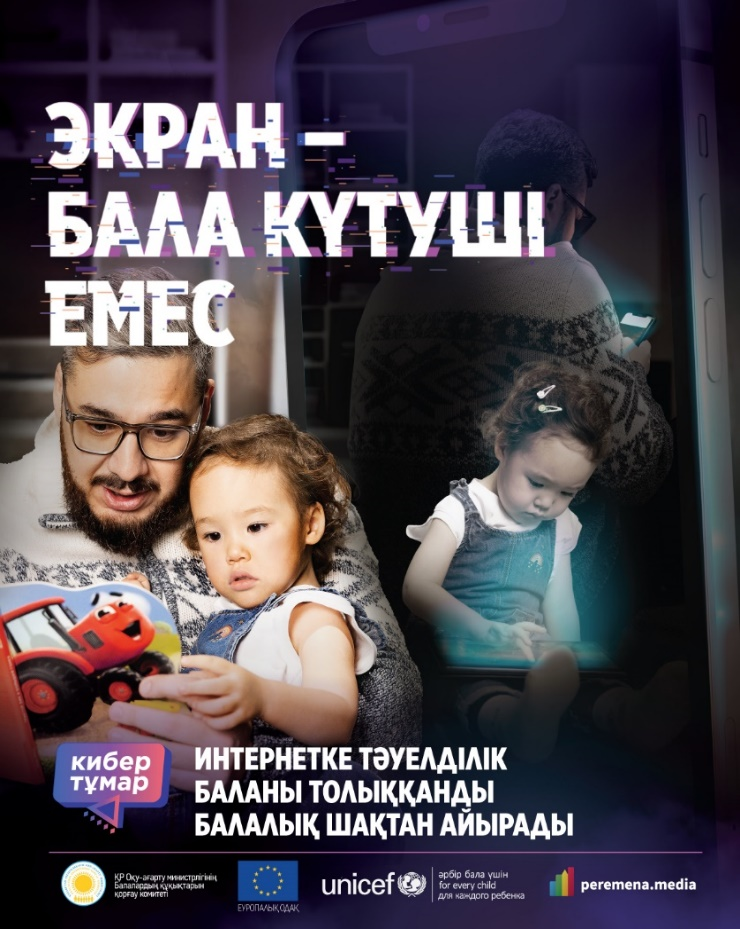 ЭКРАН –
БАЛА КҮТУШІ
ЕМЕС
кибер
тұмар
ИНТЕРНЕТКЕ ТӘУЕЛДІЛІК
БАЛАНЫ ТОЛЫҚҚАНДЫ
БАЛАЛЫҚ ШАҚТАН АЙЫРАДЫ
ҚР Оқу-ағарту министрлігінің
Балалардың құқықтарын
қорғау комитеті
ЕУРОПАЛЫҚ ОДАҚ
unicef
әрбір бала үшін
for every child
для каждого ребенка
peremena.media